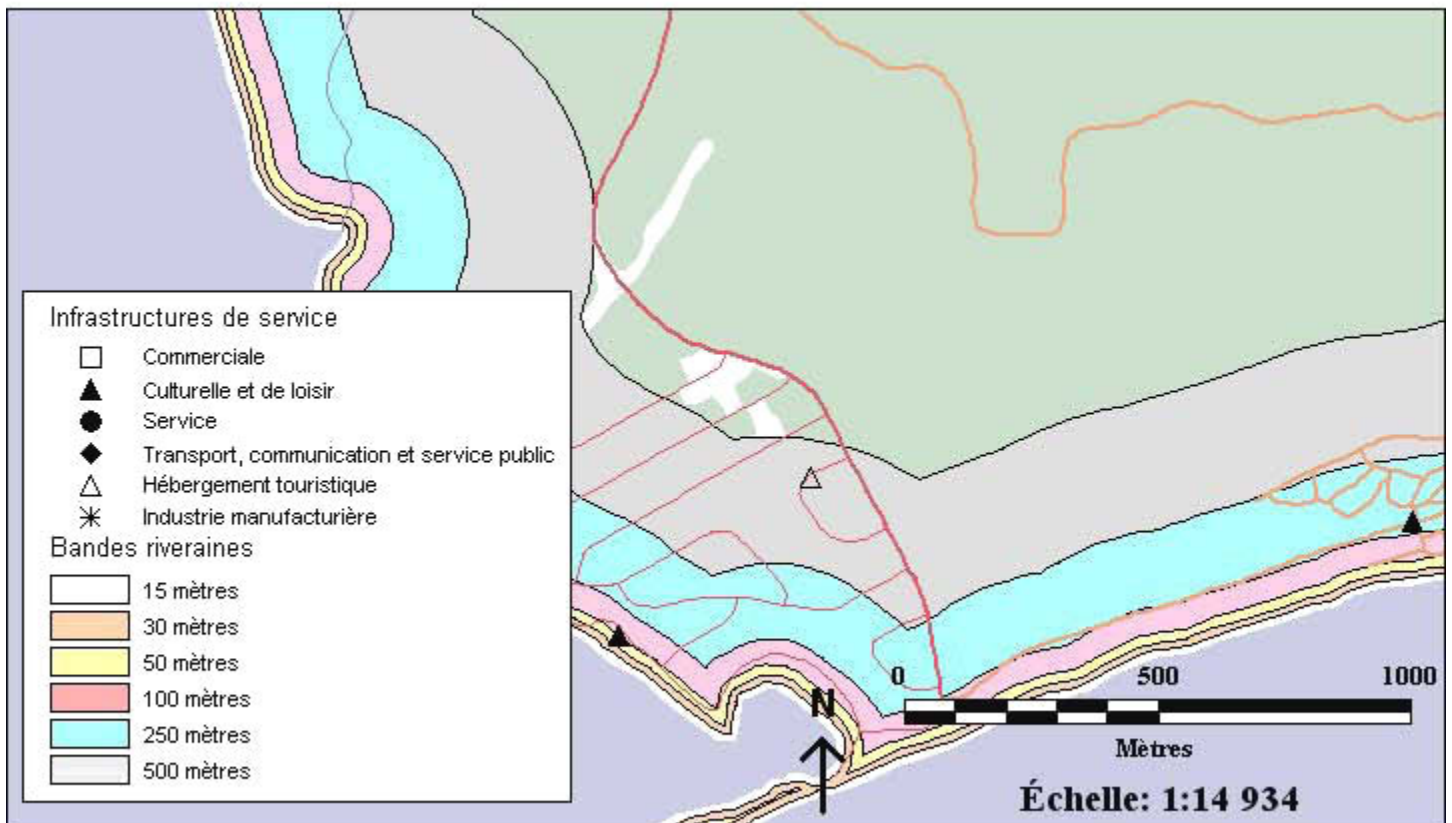 Infrastructures de service
Commerciale
Culturelle et de loisir
Service
Transport, communication et service public
Hébergement touristique
Industrie manufacturière
Bandes riveraines
15 mètres
30 mètres
50 mètres
100 mètres
250 mètres
500 mètres
0 500 1000
N
Mètres
Échelle: 1:14 934